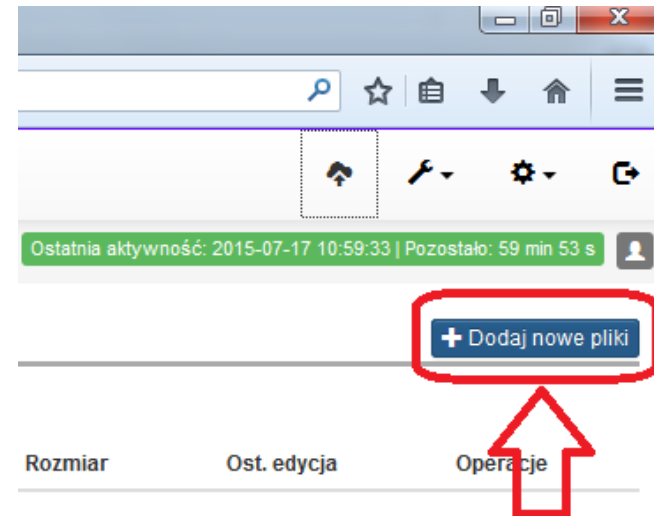 Ostatnia aktywność: 2015-07-17 10:59:33 | Pozostało: 59 min 53 s
Dodaj nowe pliki
Rozmiar Ost. edycja Operacje